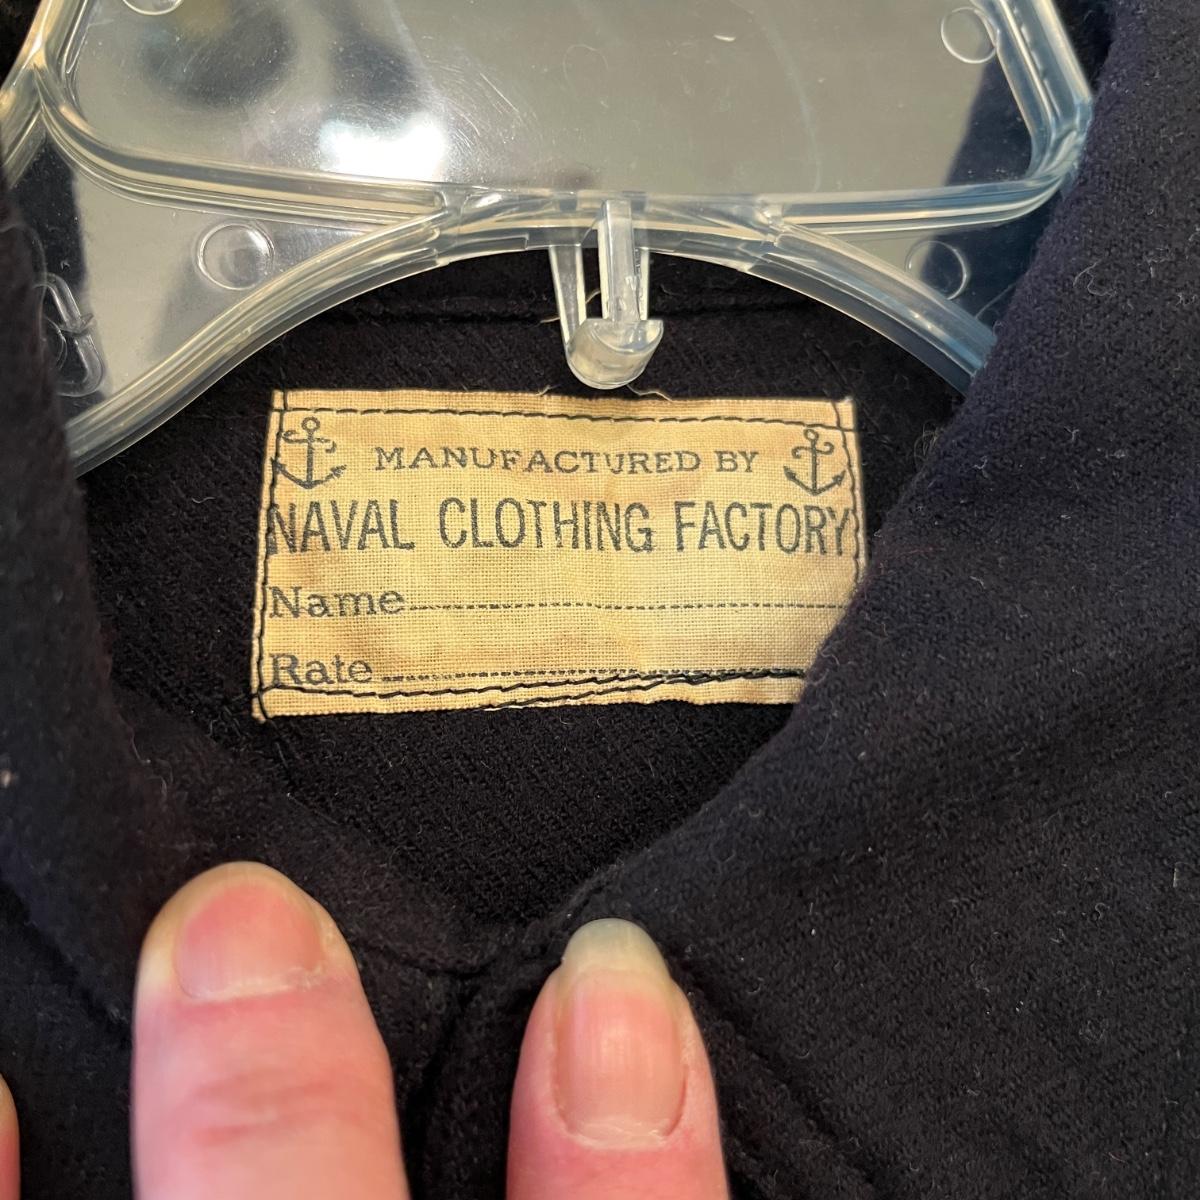 MANUFACTURED BY
NAVAL CLOTHING FACTORY
Name
Rate